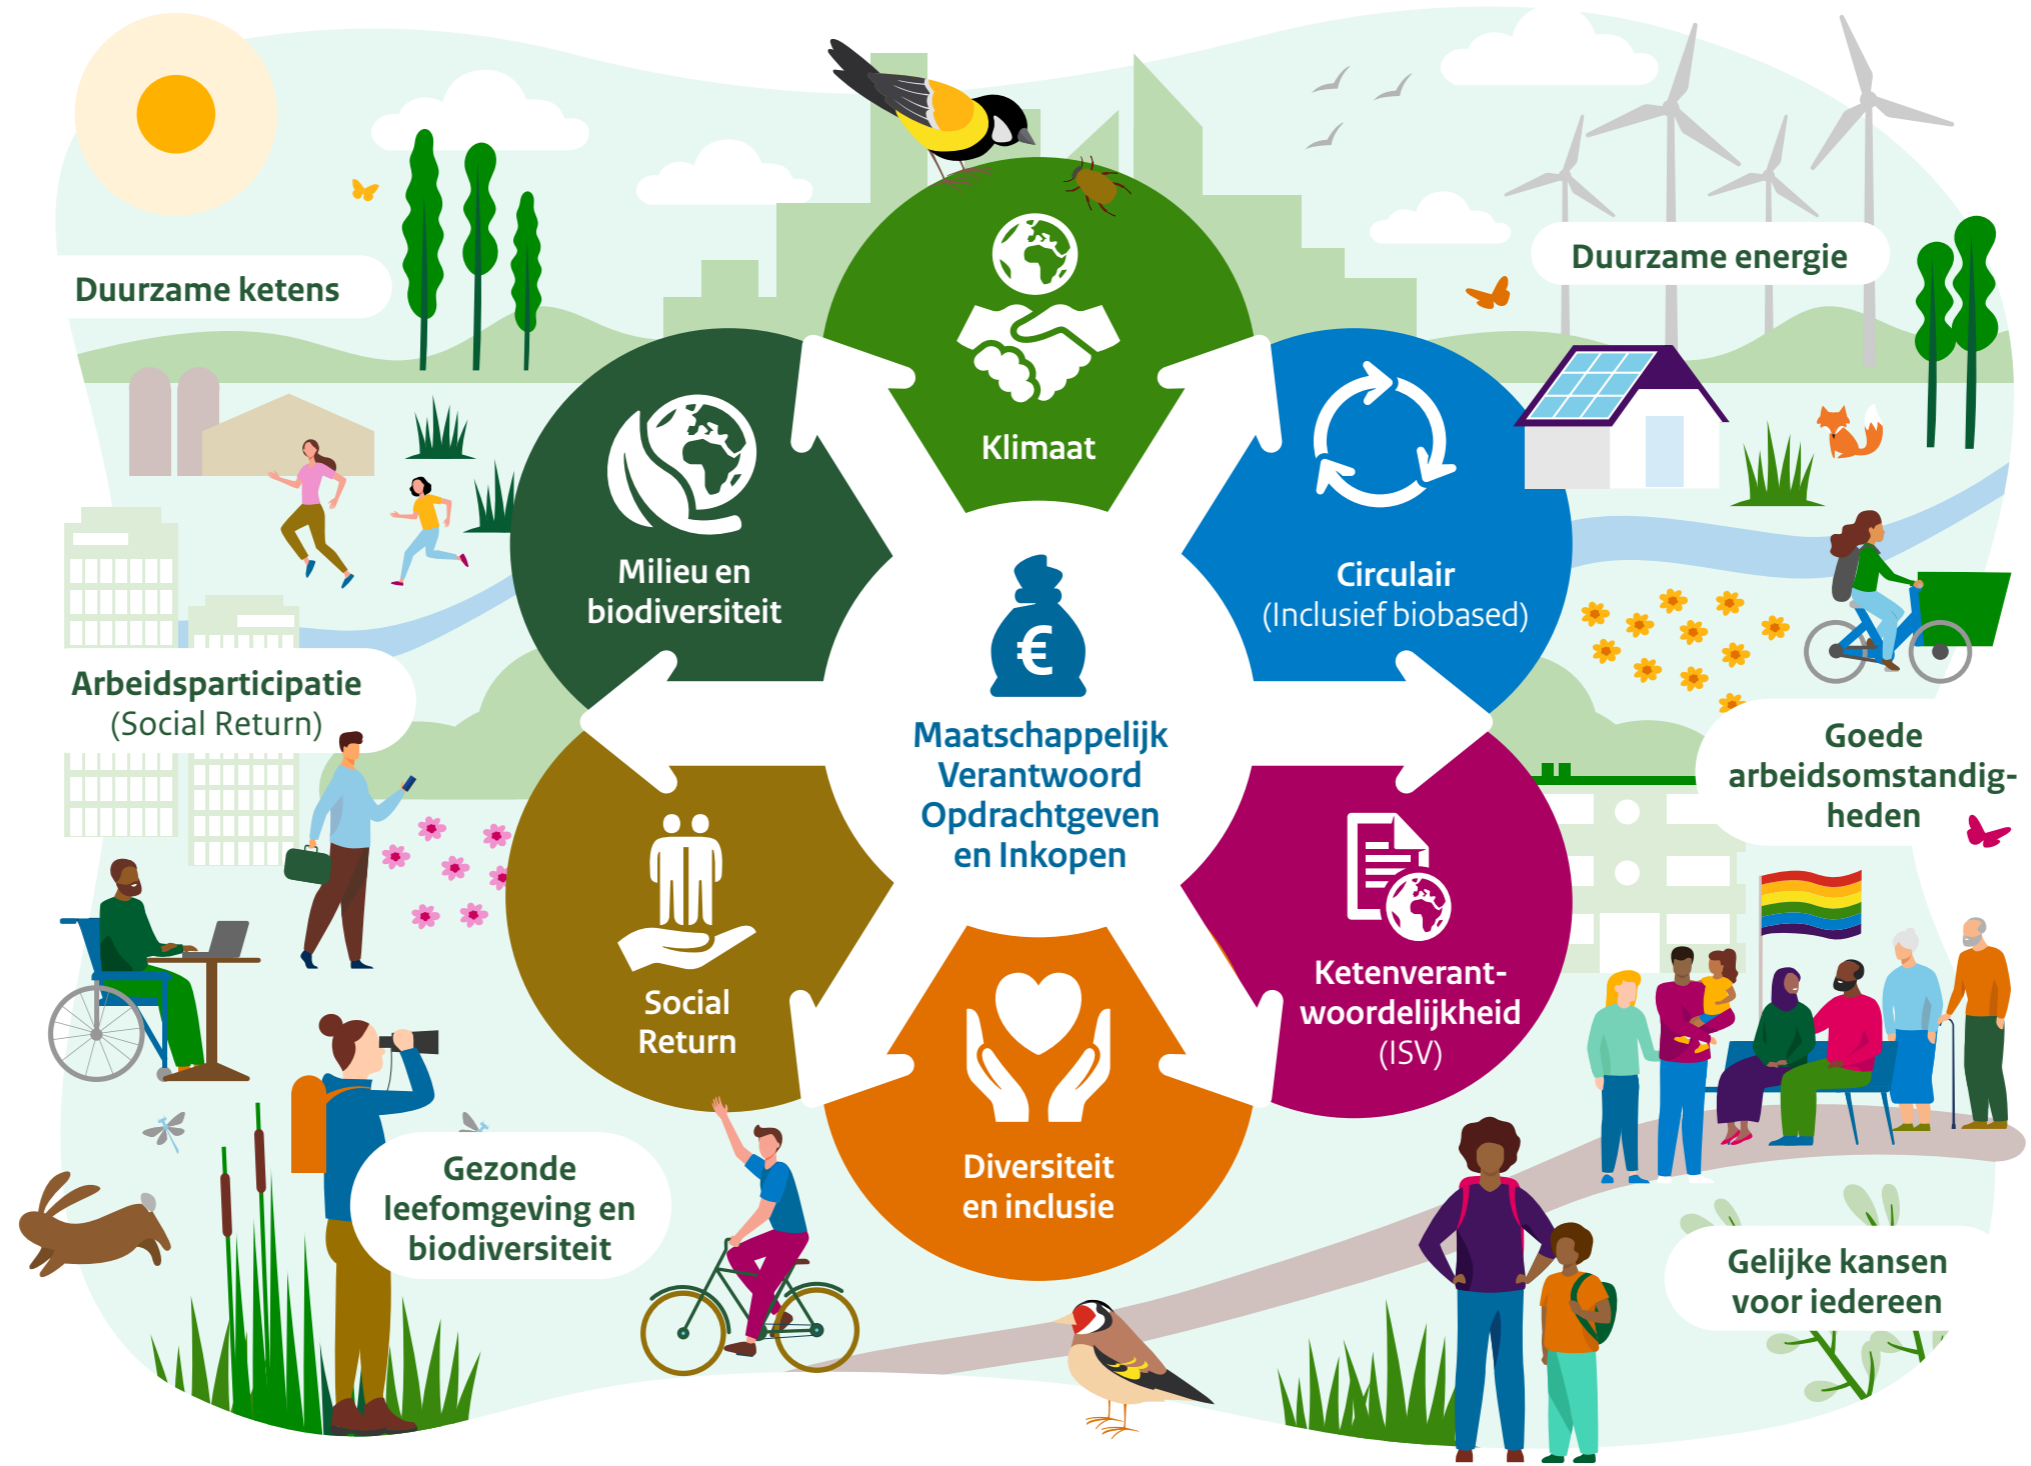 Duurzame energie
Duurzame ketens
Klimaat
Milieu en
biodiversiteit
Circulair
(Inclusief biobased)
€
Arbeidsparticipatie
(Social Return)
Maatschappelijk
Verantwoord
Opdrachtgeven
en Inkopen
Goede
arbeidsomstandig-
heden
Social
Return
Ketenverant-
woordelijkheid
(ISV)
Gezonde
leefomgeving en
biodiversiteit
Diversiteit
en inclusie
Gelijke kansen
voor iedereen